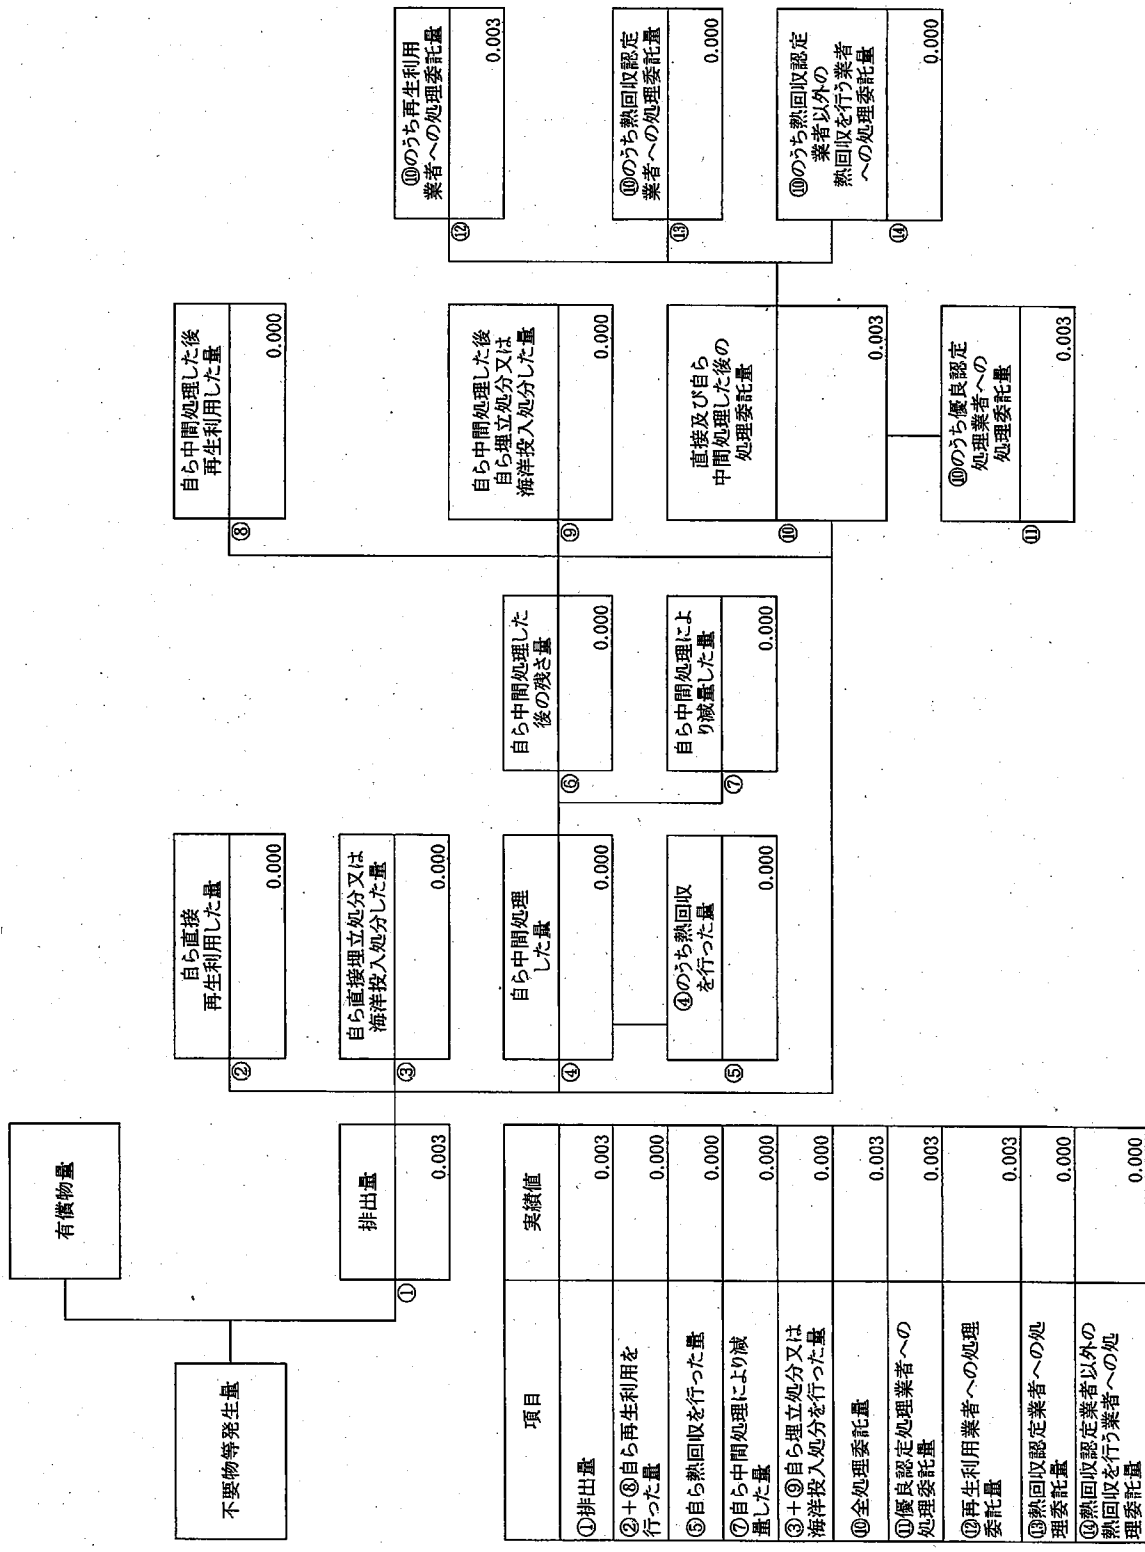 不要物等発生量
有償物量
排出量
①
0.003
自ら直接
再生利用した量
②
0.000
自ら直接埋立処分又は
海洋投入処分した量
③
0.000
自ら中間処理
した量
④
0.000
④のうち熱回収
を行った量
⑤
0.000
自ら中間処理した
後の残さ量
⑥
0.000
自ら中間処理によ
り減量した量
⑦
0.000
自ら中間処理した後
再生利用した量
⑧
0.000
自ら中間処理した後
自ら埋立処分又は
海洋投入処分した量
⑨
0.000
直接及び自ら
中間処理した後の
処理委託量
⑩
0.003
⑩のうち優良認定
処理業者への
処理委託量
⑪
0.003
⑩のうち再生利用
業者への処理委託量
⑫
0.003
⑩のうち熱回収認定
業者への処理委託量
⑬
0.000
⑩のうち熱回収認定
業者以外の
熱回収を行う業者
への処理委託量
⑭
0.000
項目 実績値
①排出量 0.003
②+⑧自ら再生利用を
行った量 0.000
⑤自ら熱回収を行った量 0.000
⑦自ら中間処理により減
量した量 0.000
③+⑨自ら埋立処分又は
海洋投入処分を行った量 0.000
⑩全処理委託量 0.003
⑪優良認定処理業者への
処理委託量 0.003
⑫再生利用業者への処理
委託量 0.003
⑬熱回収認定業者への処
理委託量 0.000
⑭熱回収認定業者以外の
熱回収を行う業者への処
理委託量 0.000